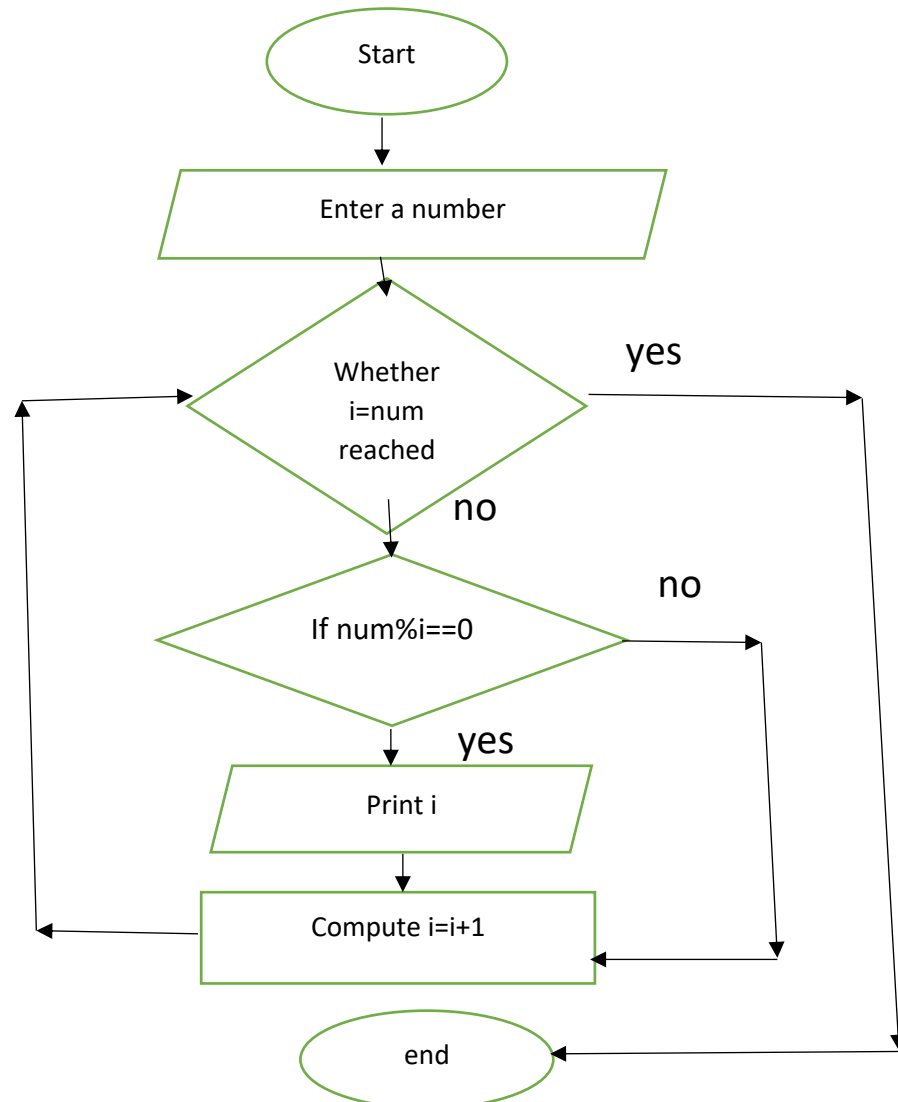 Start
Enter a number
yes
Whether
i=num
reached
no
no
If num%i==0
yes
Print i
Compute i=i+1
end